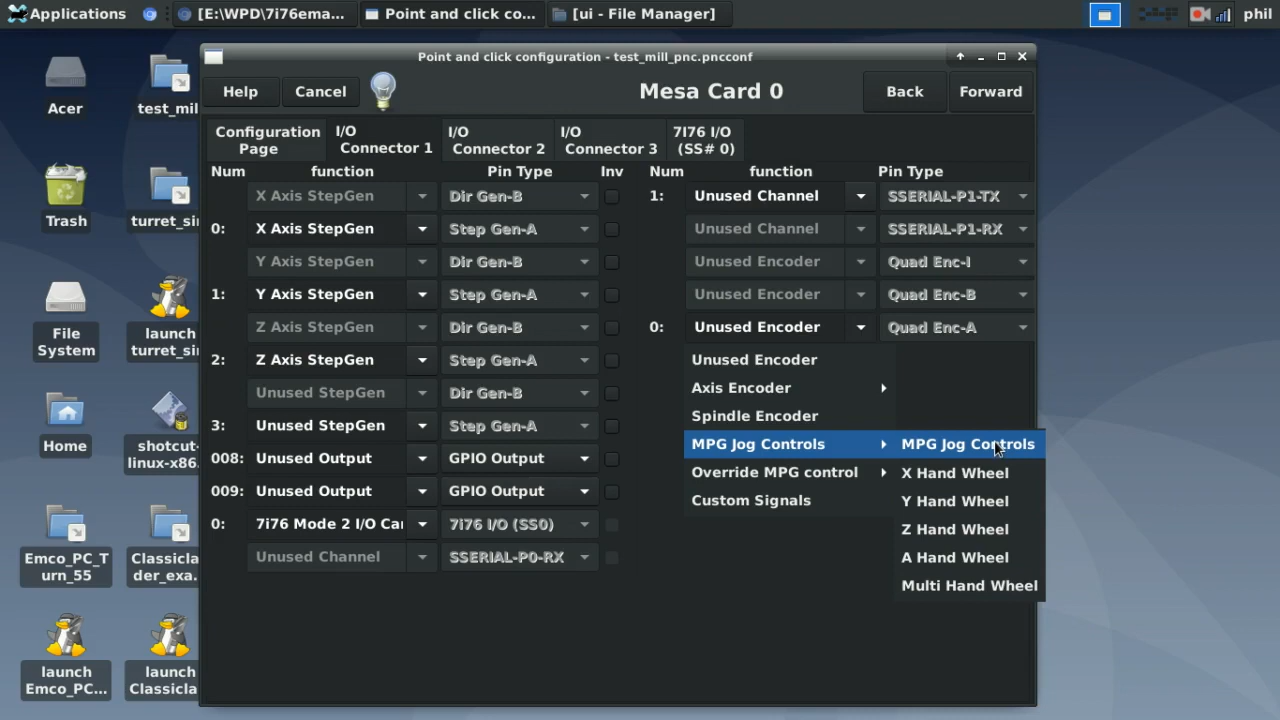 Applications
[E:\WPD\7i76ema...
Point and click co...
[ui - File Manager]
phil
Acer
test_mil
Trash
turret_sin
File System
launch
turret_sin
Home
shotcut-
linux-x86.
Emco_PC_T
urn_55
Classicla
der_exa.
launch
Emco_PC...
launch
Classicla
Point and click configuration - test_mill_pnc.pncconf
Help
Cancel
Mesa Card 0
Back
Forward
Configuration
Page
I/O
Connector 1
I/O
Connector 2
I/O
Connector 3
7I76 I/O
(SS# 0)
Num function Pin Type Inv Num function Pin Type
X Axis StepGen Dir Gen-B 1: Unused Channel SSERIAL-P1-TX
0: X Axis StepGen Step Gen-A Unused Channel SSERIAL-P1-RX
Y Axis StepGen Dir Gen-B Unused Encoder Quad Enc-I
1: Y Axis StepGen Step Gen-A Unused Encoder Quad Enc-B
Z Axis StepGen Dir Gen-B 0: Unused Encoder Quad Enc-A
2: Z Axis StepGen Step Gen-A
Unused StepGen Dir Gen-B
3: Unused StepGen Step Gen-A
008: Unused Output GPIO Output
009: Unused Output GPIO Output
0: 7i76 Mode 2 I/O Car 7i76 I/O (SS0)
Unused Channel SSERIAL-P0-RX
Unused Encoder
Axis Encoder
Spindle Encoder
MPG Jog Controls
Override MPG control
Custom Signals
MPG Jog Controls
X Hand Wheel
Y Hand Wheel
Z Hand Wheel
A Hand Wheel
Multi Hand Wheel